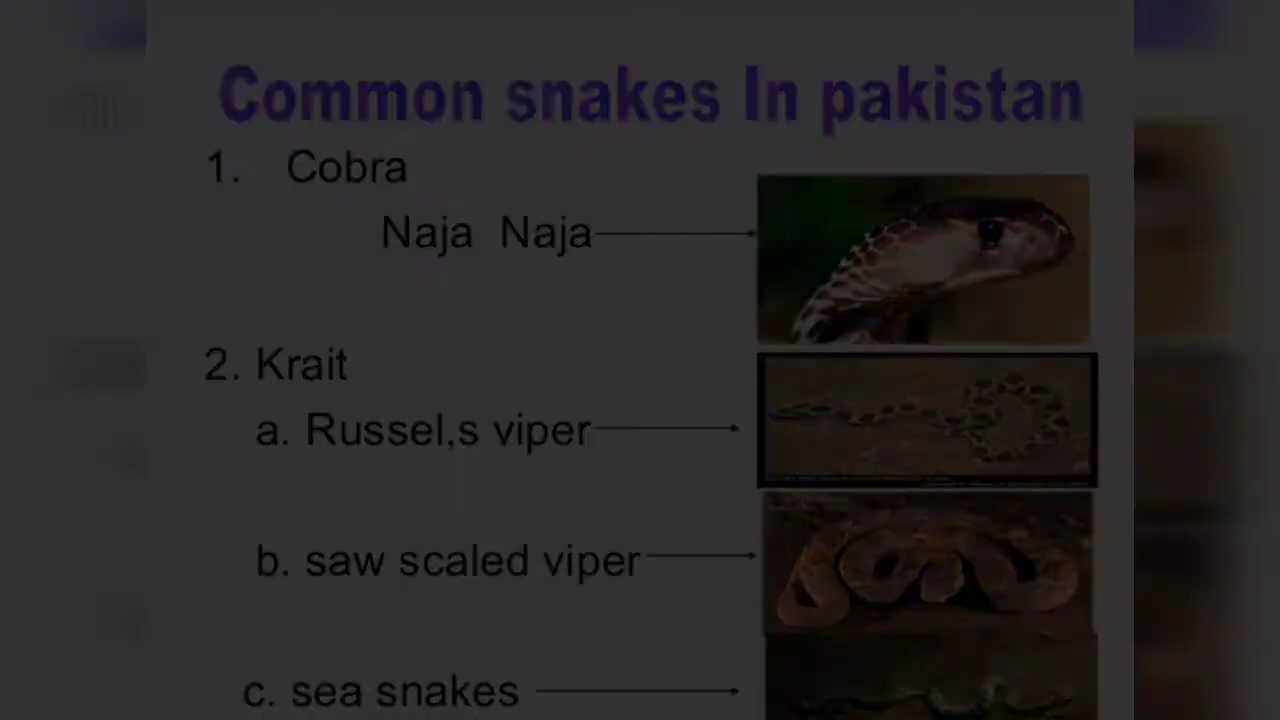 Common snakes In pakistan
1. Cobra
Naja Naja
2. Krait
a. Russel,s viper
b. saw scaled viper
c. sea snakes